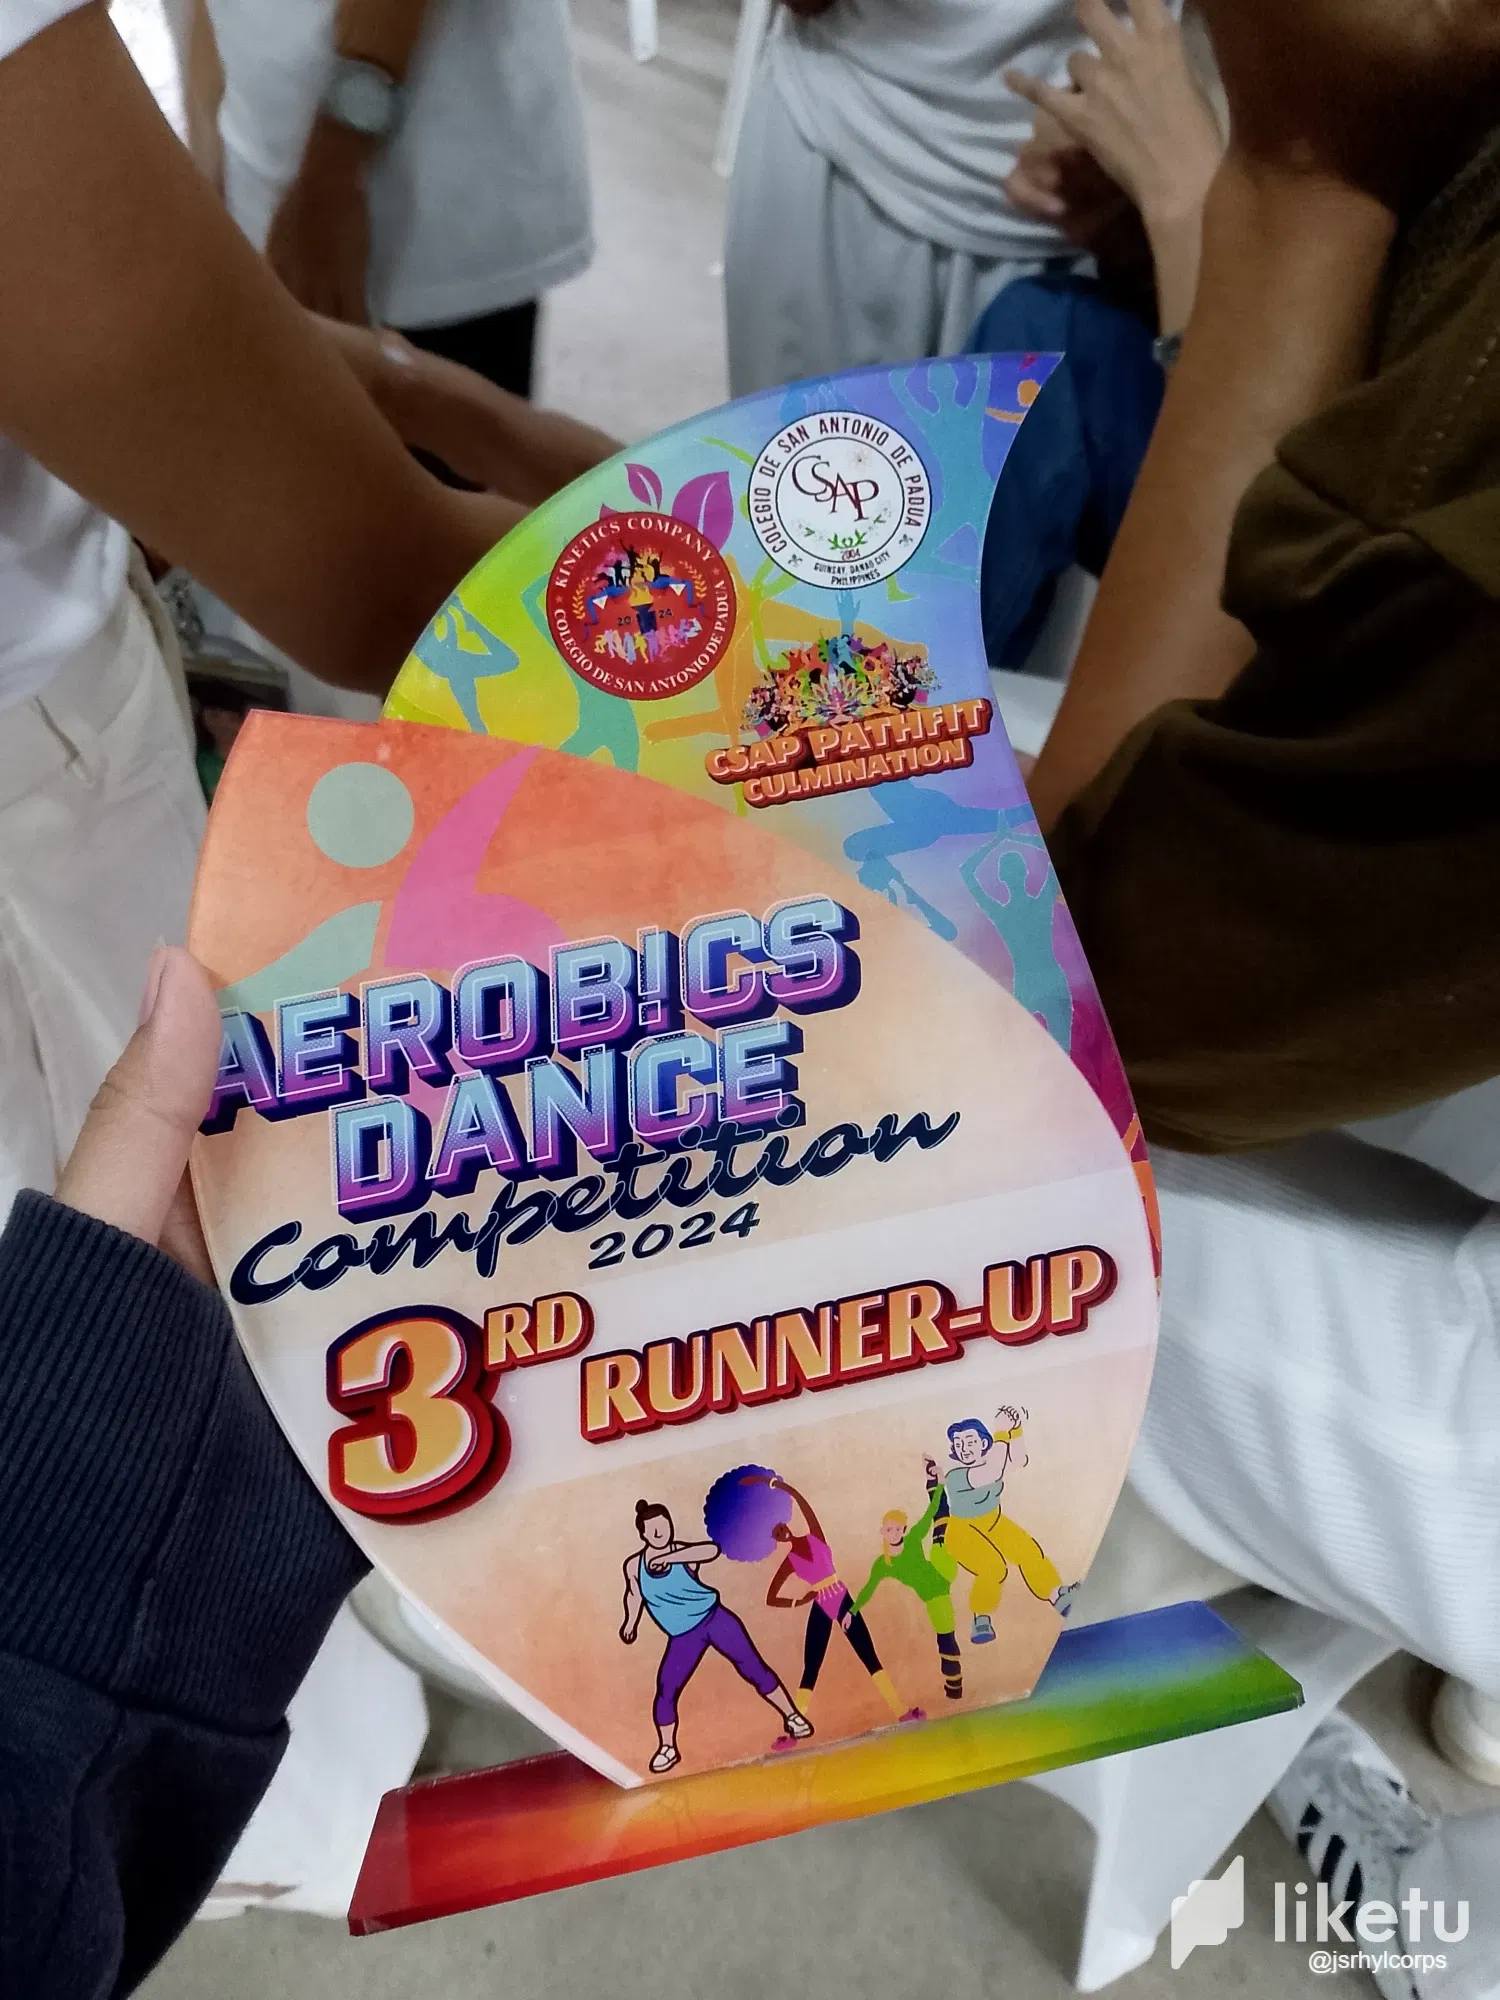 COLEGIO DE SAN ANTONIO DE PADUA
CSAP
2004
GUINSAY, DANAO CITY
PHILIPPINES
KINETICS COMPANY
2024
COLEGIO DE SAN ANTONIO DE PADUA
CSAP PATHFIT
CULMINATION
AEROB!CS
DANCE
Competition
2024
3RD RUNNER-UP
liketu
@jsrhylcorps